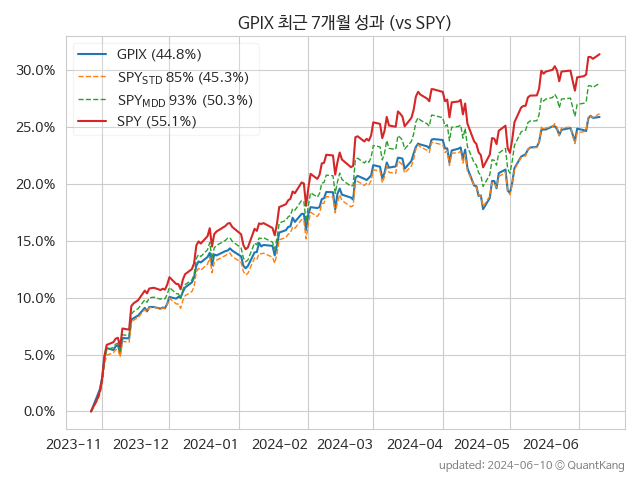 GPIX 최근 7개월 성과 (vs SPY)
GPIX (44.8%)
SPY_STD 85% (45.3%)
SPY_MDD 93% (50.3%)
SPY (55.1%)
30.0%
25.0%
20.0%
15.0%
10.0%
5.0%
0.0%
2023-11 2023-12 2024-01 2024-02 2024-03 2024-04 2024-05 2024-06
updated: 2024-06-10 © QuantKang